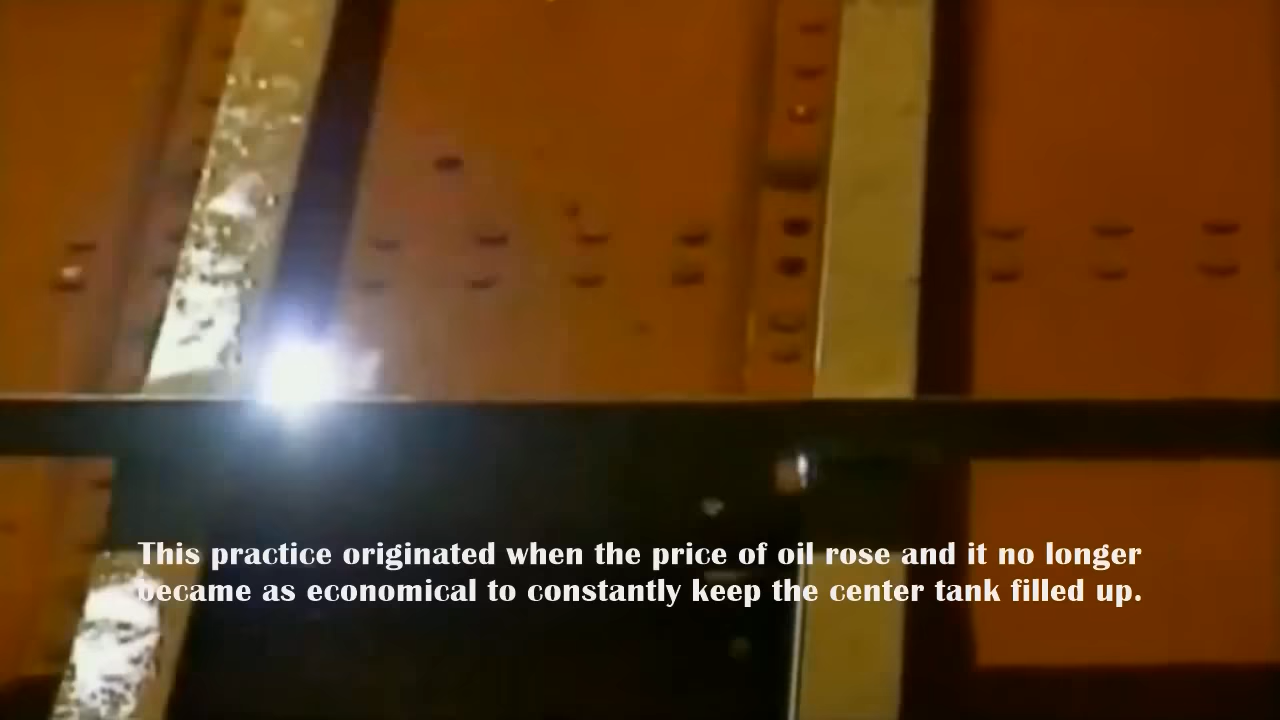 This practice originated when the price of oil rose and it no longer
became as economical to constantly keep the center tank filled up.